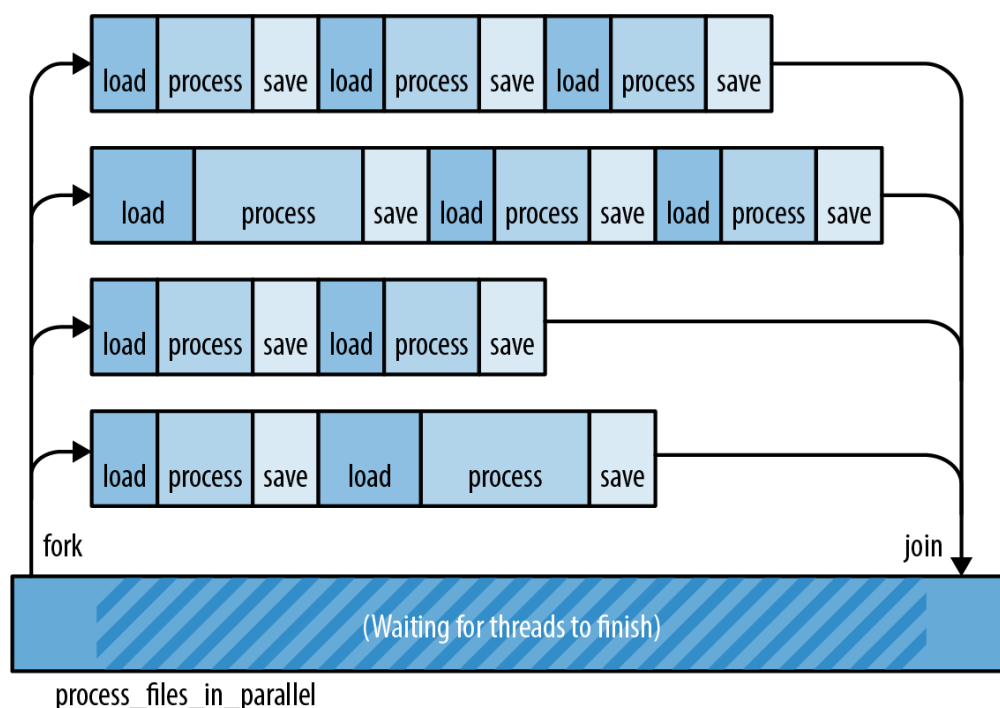 load process save load process save load process save
load process save load process save load process save
load process save load process save
load process save load process save
fork join
(Waiting for threads to finish)
process_files_in_parallel